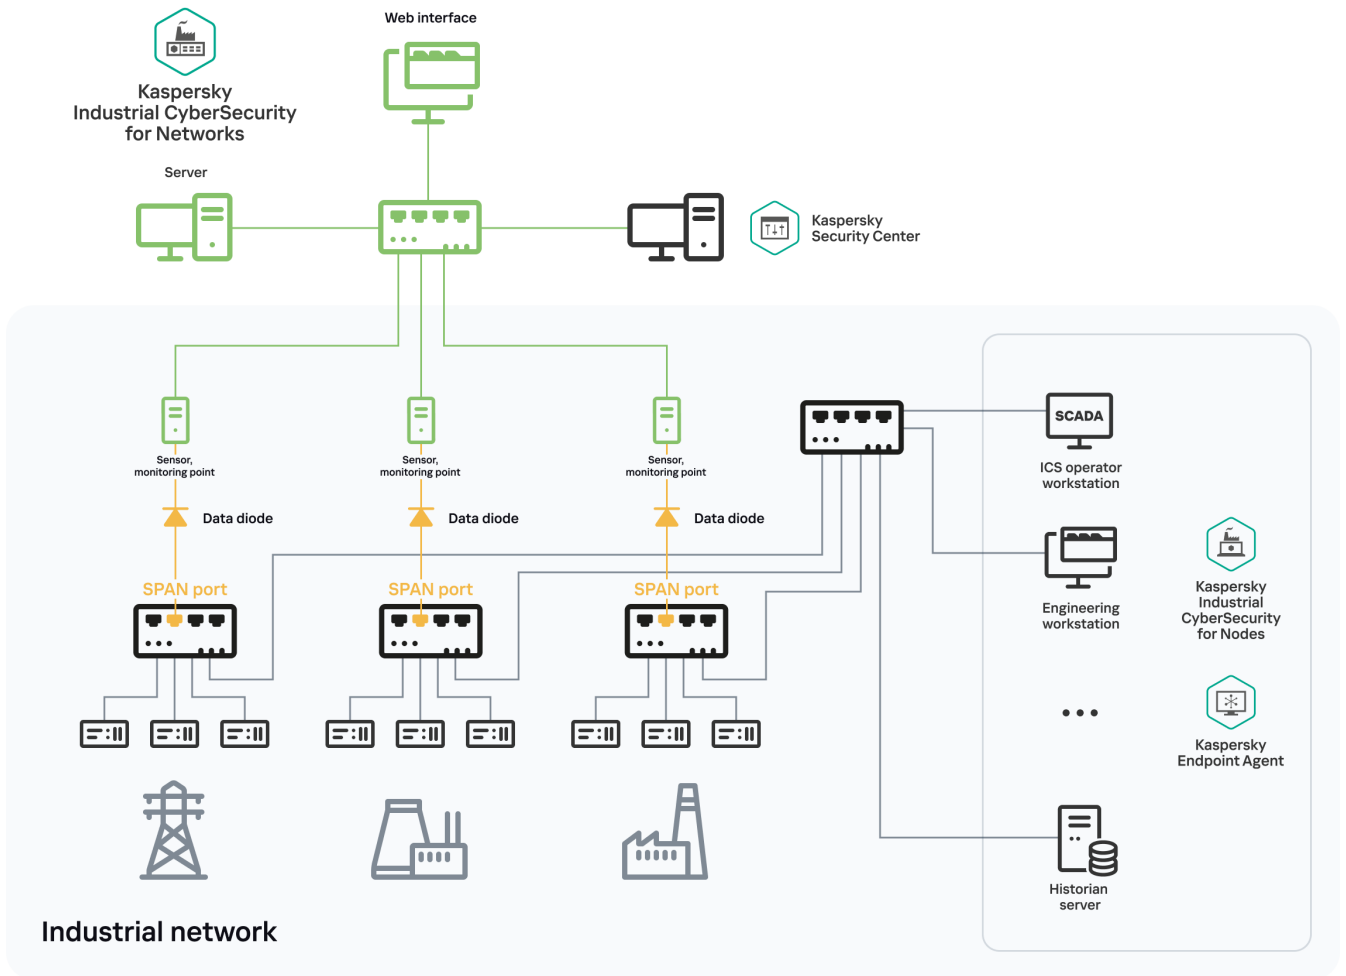 Web interface
Kaspersky
Industrial CyberSecurity
for Networks
Server
Kaspersky
Security Center
SCADA
ICS operator
workstation
Sensor,
monitoring point
Sensor,
monitoring point
Sensor,
monitoring point
Data diode
Data diode
Data diode
SPAN port
SPAN port
SPAN port
Engineering
workstation
Kaspersky
Industrial
CyberSecurity
for Nodes
Kaspersky
Endpoint Agent
Historian
server
Industrial network